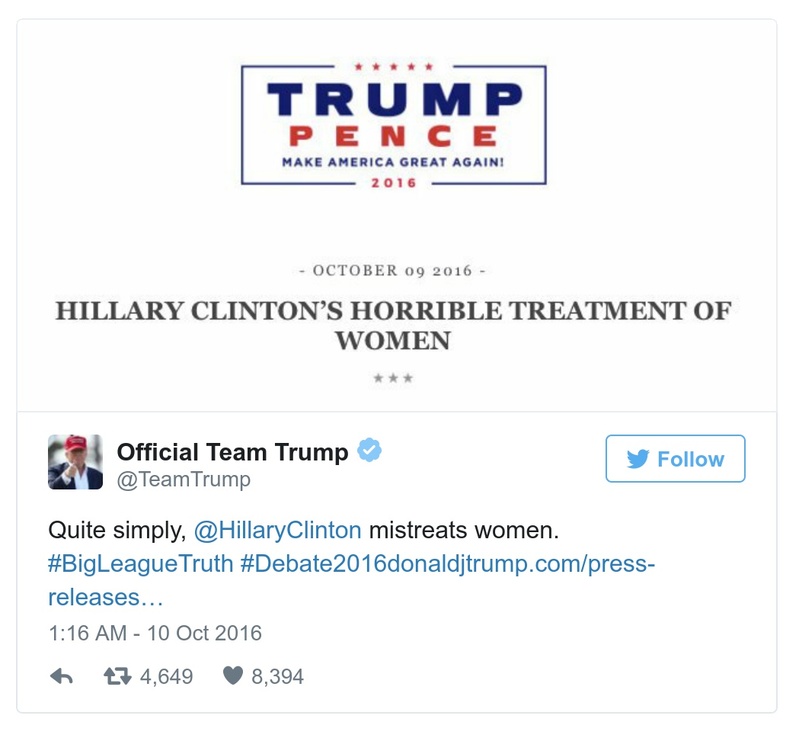 TRUMP
PENCE
MAKE AMERICA GREAT AGAIN!
2016
- OCTOBER 09 2016 -
HILLARY CLINTON’S HORRIBLE TREATMENT OF
WOMEN
Official Team Trump
@TeamTrump
Follow
Quite simply, @HillaryClinton mistreats women.
#BigLeagueTruth #Debate2016donaldjtrump.com/press-
releases…
1:16 AM - 10 Oct 2016
4,649 8,394